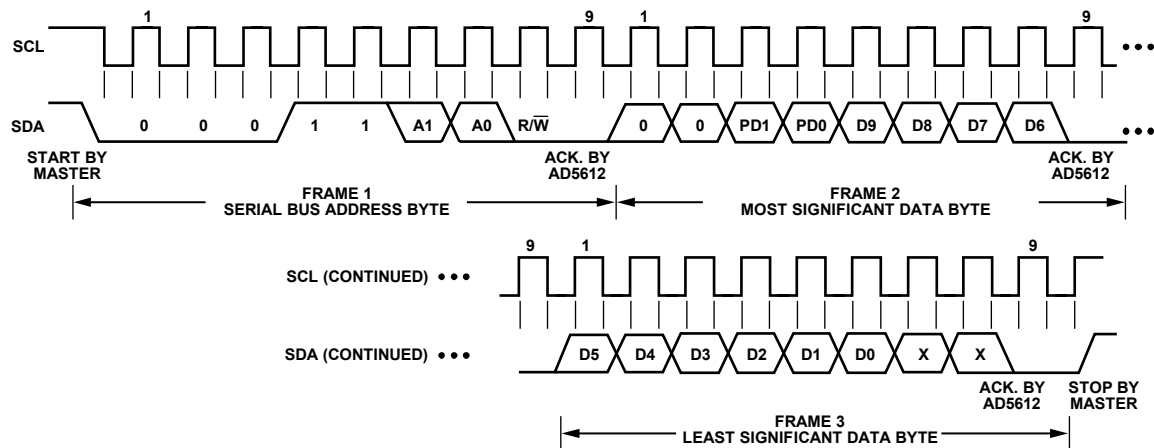 1 9 1 9
SCL
SDA 0 0 0 1 1 A1 A0 R/W̅ 0 0 PD1 PD0 D9 D8 D7 D6
START BY
MASTER
ACK. BY
AD5612
ACK. BY
AD5612
FRAME 1
SERIAL BUS ADDRESS BYTE
FRAME 2
MOST SIGNIFICANT DATA BYTE
9 1 9
SCL (CONTINUED)
SDA (CONTINUED) D5 D4 D3 D2 D1 D0 X X
ACK. BY
AD5612
STOP BY
MASTER
FRAME 3
LEAST SIGNIFICANT DATA BYTE